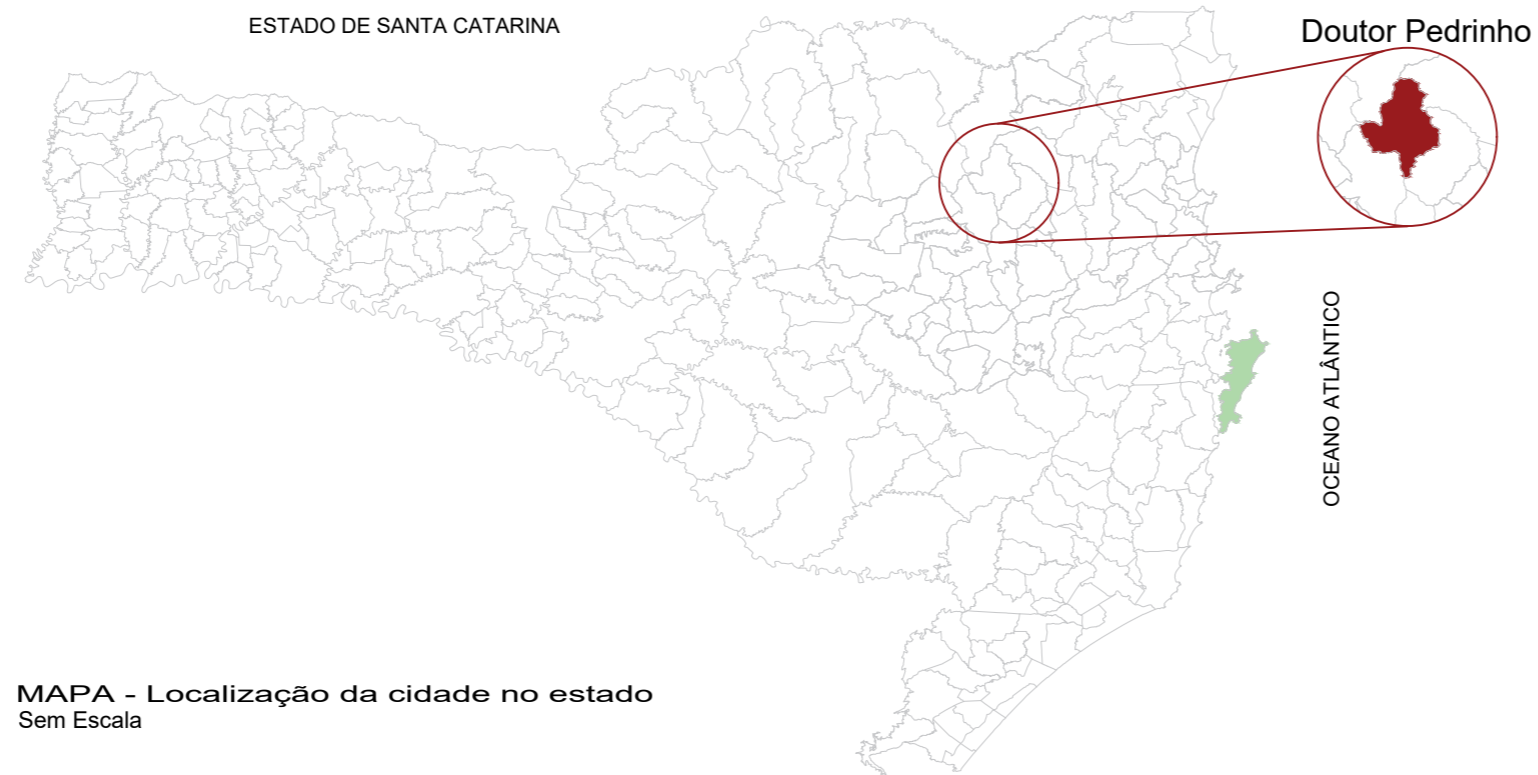 ESTADO DE SANTA CATARINA
Doutor Pedrinho
OCEANO ATLÂNTICO
MAPA - Localização da cidade no estado
Sem Escala